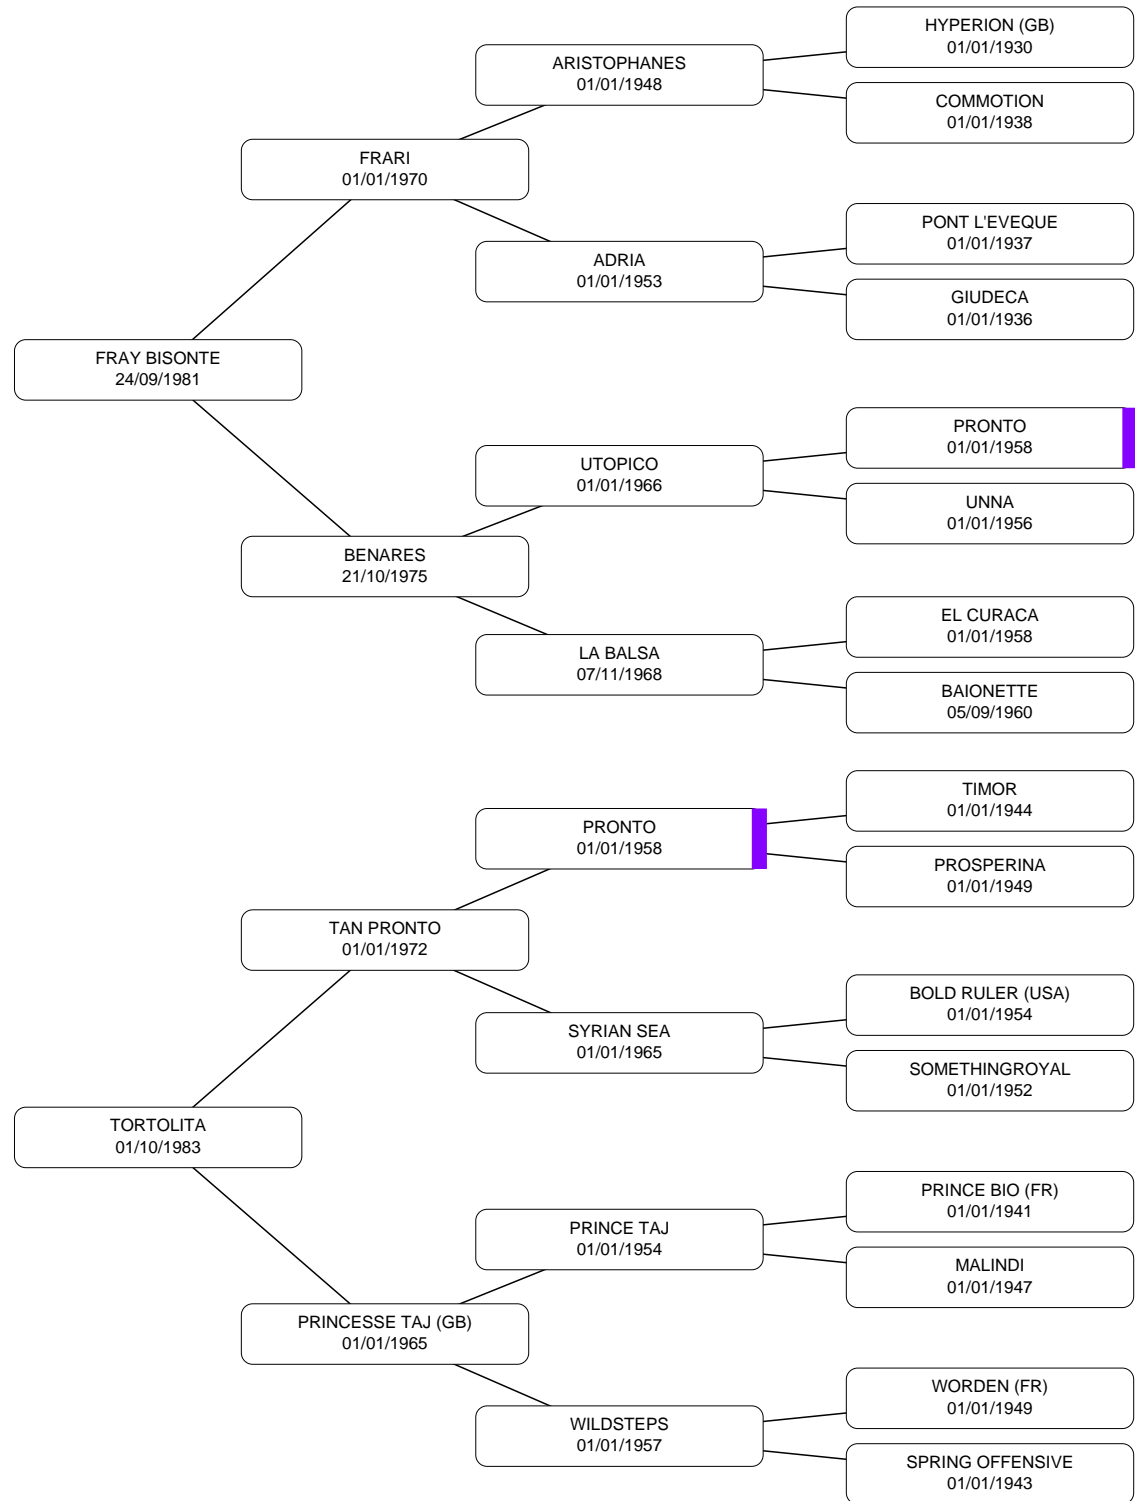 HYPERION (GB)
01/01/1930
ARISTOPHANES
01/01/1948
COMMOTION
01/01/1938
FRARI
01/01/1970
PONT L'EVEQUE
01/01/1937
ADRIA
01/01/1953
GIUDECA
01/01/1936
FRAY BISONTE
24/09/1981
PRONTO
01/01/1958
UTOPICO
01/01/1966
UNNA
01/01/1956
BENARES
21/10/1975
EL CURACA
01/01/1958
LA BALSA
07/11/1968
BAIONETTE
05/09/1960
TIMOR
01/01/1944
PRONTO
01/01/1958
PROSPERINA
01/01/1949
TAN PRONTO
01/01/1972
BOLD RULER (USA)
01/01/1954
SYRIAN SEA
01/01/1965
SOMETHINGROYAL
01/01/1952
TORTOLITA
01/10/1983
PRINCE BIO (FR)
01/01/1941
PRINCE TAJ
01/01/1954
MALINDI
01/01/1947
PRINCESSE TAJ (GB)
01/01/1965
WORDEN (FR)
01/01/1949
WILDSTEPS
01/01/1957
SPRING OFFENSIVE
01/01/1943